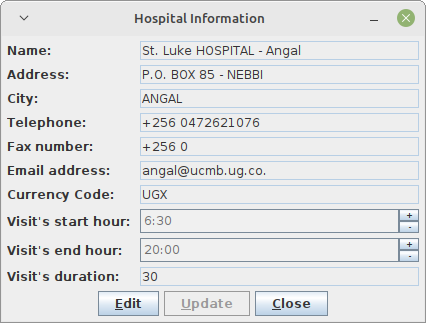 Hospital Information
Name: St. Luke HOSPITAL - Angal
Address: P.O. BOX 85 - NEBBI
City: ANGAL
Telephone: +256 0472621076
Fax number: +256 0
Email address: angal@ucmb.ug.co.
Currency Code: UGX
Visit's start hour: 6:30 + -
Visit's end hour: 20:00 + -
Visit's duration: 30
Edit Update Close